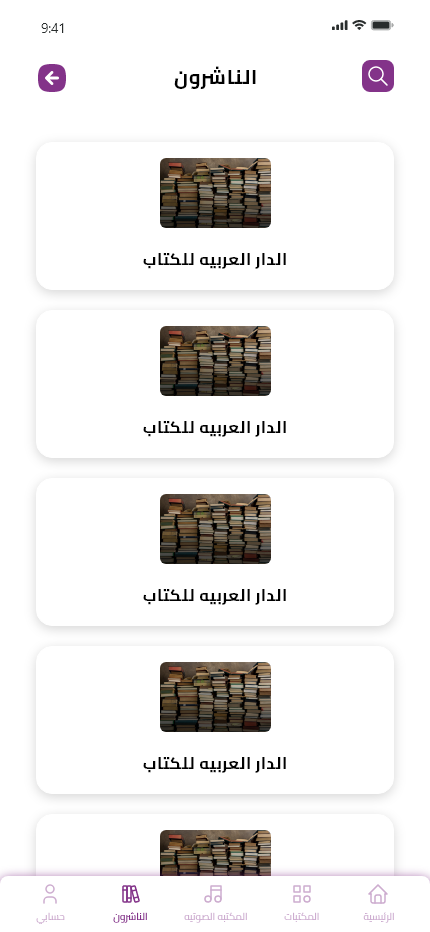 9:41
الناشرون
الدار العربيه للكتاب
الدار العربيه للكتاب
الدار العربيه للكتاب
الدار العربيه للكتاب
الرئيسية
المكتبات
المكتبه الصوتيه
الناشرون
حسابي